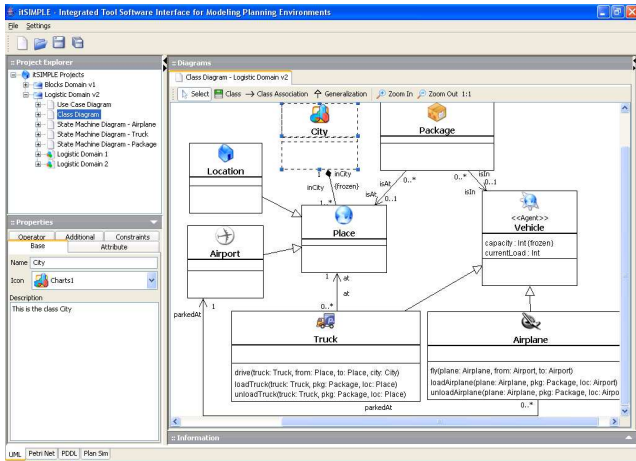 itSIMPLE - Integrated Tool Software Interface for Modeling Planning Environments
File Settings
:: Project Explorer
itSIMPLE Projects
Blocks Domain v1
Logistic Domain v2
Use Case Diagram
Class Diagram
State Machine Diagram - Airplane
State Machine Diagram - Truck
State Machine Diagram - Package
Logistic Domain 1
Logistic Domain 2
:: Properties
Operator Additional Constraints
Base Attribute
Name City
Icon Charts1
Description
This is the class City
:: Diagrams
Class Diagram - Logistic Domain v2
Select Class Class Association Generalization Zoom In Zoom Out 1:1
City
Package
Location
1 inCity
inCity {frozen}
1..*
isAt 0..*
isAt 0..1
0..* isIn
0..1
isIn
Place
<<Agent>>
Vehicle
capacity : Int {frozen}
currentLoad : Int
Airport
1 at
at
0..*
1
parkedAt
Truck
drive(truck: Truck, from: Place, to: Place, city: City)
loadTruck(truck: Truck, pkg: Package, loc: Place)
unloadTruck(truck: Truck, pkg: Package, loc: Place)
Airplane
fly(plane: Airplane, from: Airport, to: Airport)
loadAirplane(plane: Airplane, pkg: Package, loc: Airport)
unloadAirplane(plane: Airplane, pkg: Package, loc: Airpo
parkedAt
0..*
:: Information
UML Petri Net PDDL Plan Sim